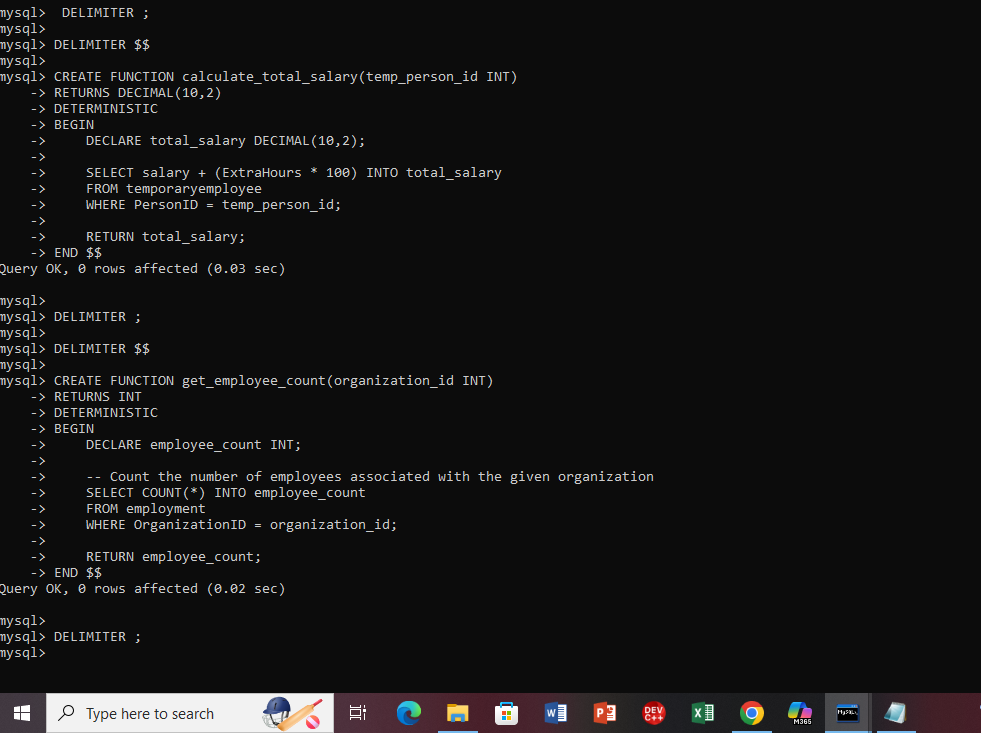 mysql>  DELIMITER ;
mysql>
mysql> DELIMITER $$
mysql>
mysql> CREATE FUNCTION calculate_total_salary(temp_person_id INT)
    -> RETURNS DECIMAL(10,2)
    -> DETERMINISTIC
    -> BEGIN
    ->     DECLARE total_salary DECIMAL(10,2);
    ->
    ->     SELECT salary + (ExtraHours * 100) INTO total_salary
    ->     FROM temporaryemployee
    ->     WHERE PersonID = temp_person_id;
    ->
    ->     RETURN total_salary;
    -> END $$
Query OK, 0 rows affected (0.03 sec)

mysql>
mysql> DELIMITER ;
mysql>
mysql> DELIMITER $$
mysql>
mysql> CREATE FUNCTION get_employee_count(organization_id INT)
    -> RETURNS INT
    -> DETERMINISTIC
    -> BEGIN
    ->     DECLARE employee_count INT;
    ->
    ->     -- Count the number of employees associated with the given organization
    ->     SELECT COUNT(*) INTO employee_count
    ->     FROM employment
    ->     WHERE OrganizationID = organization_id;
    ->
    ->     RETURN employee_count;
    -> END $$
Query OK, 0 rows affected (0.02 sec)

mysql>
mysql> DELIMITER ;
mysql>
Type here to search
W
P
DEV C++
X
M365
MySQL